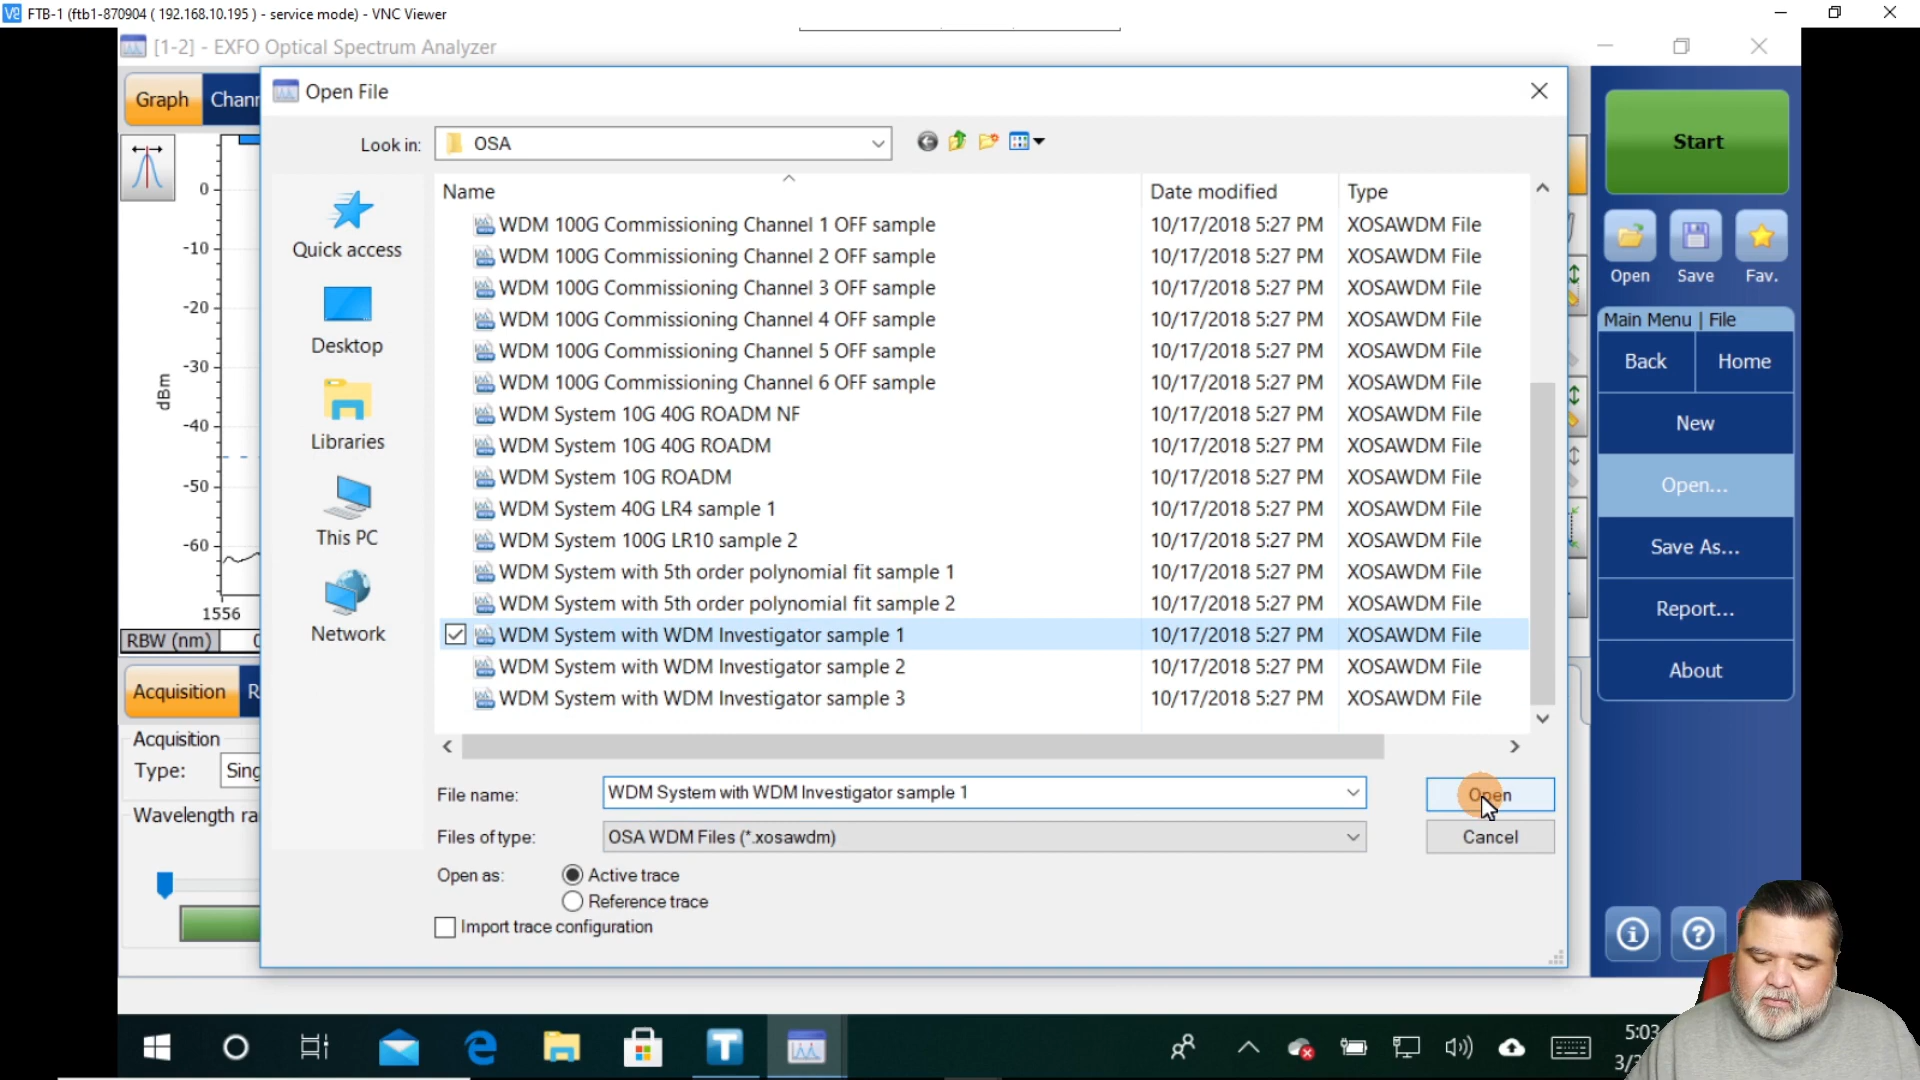 FTB-1 (ftb1-870904 ( 192.168.10.195 ) - service mode) - VNC Viewer
[1-2] - EXFO Optical Spectrum Analyzer
Graph
Open File
Look in:
OSA
Name
Date modified
Type
WDM 100G Commissioning Channel 1 OFF sample 10/17/2018 5:27 PM XOSAWDM File
WDM 100G Commissioning Channel 2 OFF sample 10/17/2018 5:27 PM XOSAWDM File
WDM 100G Commissioning Channel 3 OFF sample 10/17/2018 5:27 PM XOSAWDM File
WDM 100G Commissioning Channel 4 OFF sample 10/17/2018 5:27 PM XOSAWDM File
WDM 100G Commissioning Channel 5 OFF sample 10/17/2018 5:27 PM XOSAWDM File
WDM 100G Commissioning Channel 6 OFF sample 10/17/2018 5:27 PM XOSAWDM File
WDM System 10G 40G ROADM NF 10/17/2018 5:27 PM XOSAWDM File
WDM System 10G 40G ROADM 10/17/2018 5:27 PM XOSAWDM File
WDM System 10G ROADM 10/17/2018 5:27 PM XOSAWDM File
WDM System 40G LR4 sample 1 10/17/2018 5:27 PM XOSAWDM File
WDM System 100G LR10 sample 2 10/17/2018 5:27 PM XOSAWDM File
WDM System with 5th order polynomial fit sample 1 10/17/2018 5:27 PM XOSAWDM File
WDM System with 5th order polynomial fit sample 2 10/17/2018 5:27 PM XOSAWDM File
WDM System with WDM Investigator sample 1 10/17/2018 5:27 PM XOSAWDM File
WDM System with WDM Investigator sample 2 10/17/2018 5:27 PM XOSAWDM File
WDM System with WDM Investigator sample 3 10/17/2018 5:27 PM XOSAWDM File
Quick access
Desktop
Libraries
This PC
Network
File name: WDM System with WDM Investigator sample 1
Open
Files of type: OSA WDM Files (*.xosawdm)
Cancel
Open as: Active trace
Reference trace
Import trace configuration
0
-10
-20
-30
dBm
-40
-50
-60
1556
RBW (nm)
Acquisition
Acquisition
Type:
Wavelength
Start
Open Save Fav.
Main Menu | File
Back Home
New
Open...
Save As...
Report...
About
5:03